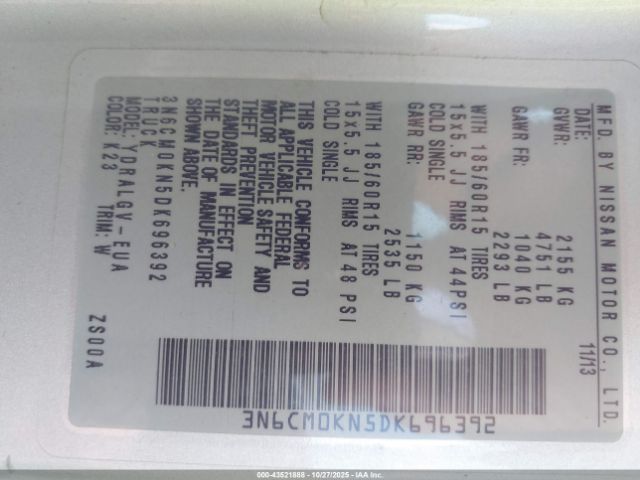 MFD. BY NISSAN MOTOR CO., LTD.
DATE: 11/13
GVWR: 2155 KG
4751 LB
GAWR FR: 1040 KG
2293 LB
WITH 185/60R15 TIRES
15x5.5 JJ RIMS AT 44PSI
COLD SINGLE
GAWR RR: 1150 KG
2535 LB
WITH 185/60R15 TIRES
15x5.5 JJ RIMS AT 48 PSI
COLD SINGLE
THIS VEHICLE CONFORMS TO
ALL APPLICABLE FEDERAL
MOTOR VEHICLE SAFETY AND
THEFT PREVENTION
STANDARDS IN EFFECT ON
THE DATE OF MANUFACTURE
SHOWN ABOVE.
3N6CM0KN5DK696392
TRUCK
MODEL: YDRALGV-EUA
COLOR: K23 TRIM: W
ZS00A
3N6CM0KN5DK696392
000-43521888 - 10/27/2025 - IAAI.COM